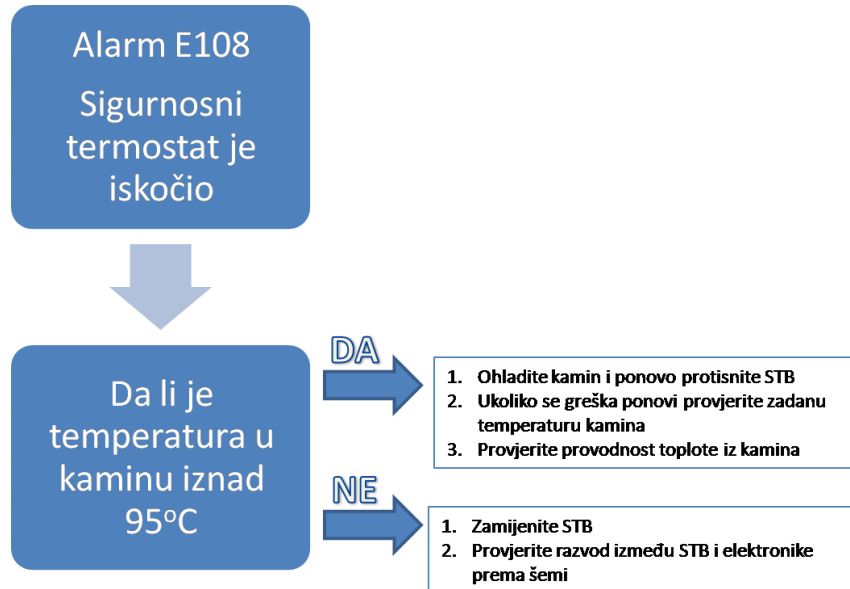 Alarm E108
Sigurnosni
termostat je
iskočio
Da li je
temperatura u
kaminu iznad
95°C
DA
1. Ohladite kamin i ponovo protisnite STB
2. Ukoliko se greška ponovi provjerite zadanu
temperaturu kamina
3. Provjerite provodnost toplote iz kamina
NE
1. Zamijenite STB
2. Provjerite razvod između STB i elektronike
prema šemi